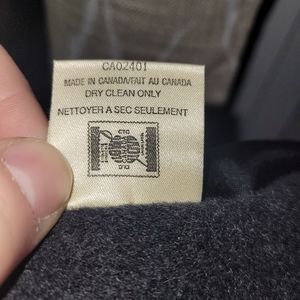 CA02401
MADE IN CANADA/FAIT AU CANADA
DRY CLEAN ONLY
NETTOYER A SEC SEULEMENT